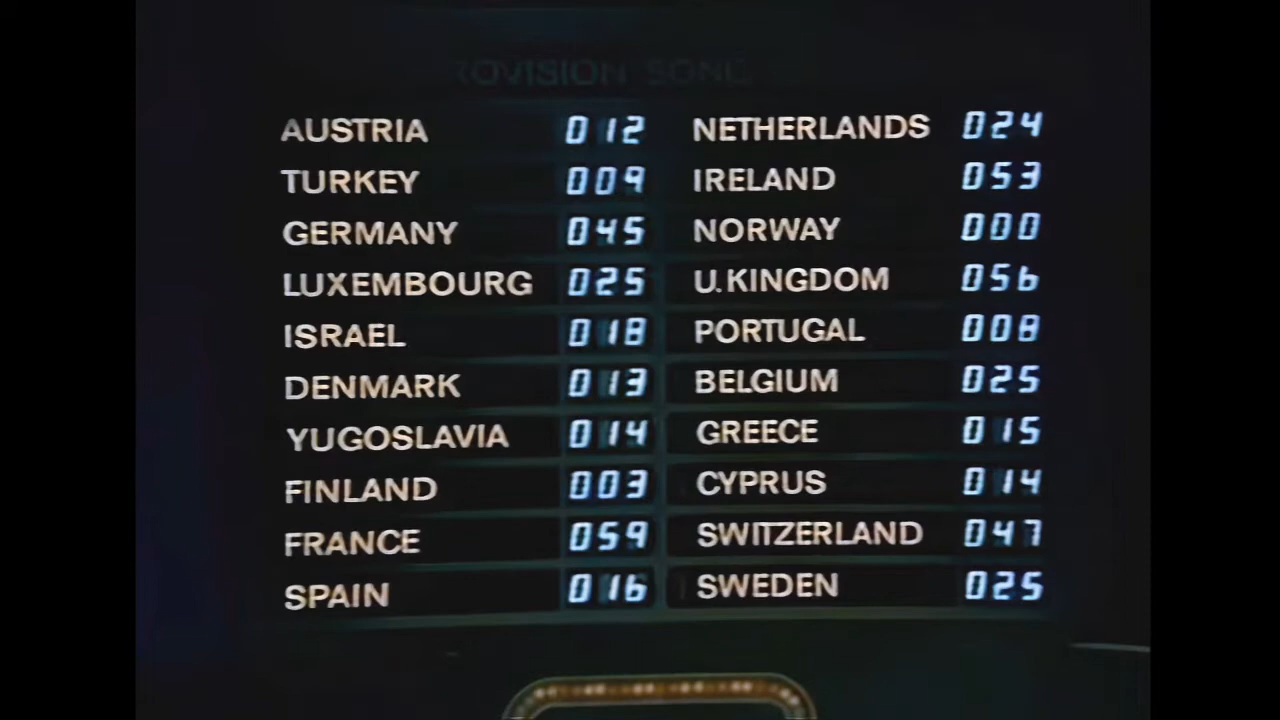 ROVISION SONG
AUSTRIA 012
TURKEY 009
GERMANY 045
LUXEMBOURG 025
ISRAEL 018
DENMARK 013
YUGOSLAVIA 014
FINLAND 003
FRANCE 059
SPAIN 016
NETHERLANDS 024
IRELAND 053
NORWAY 000
U.KINGDOM 056
PORTUGAL 008
BELGIUM 025
GREECE 015
CYPRUS 014
SWITZERLAND 047
SWEDEN 025